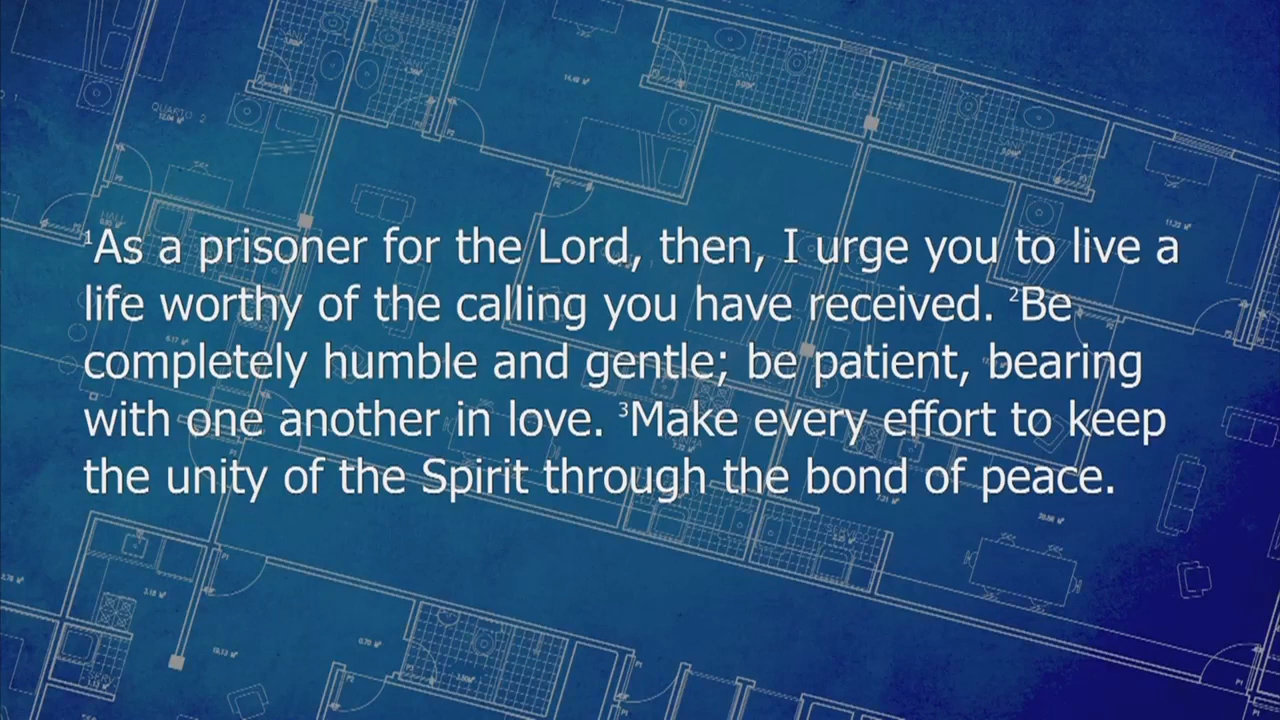 ¹As a prisoner for the Lord, then, I urge you to live a
life worthy of the calling you have received. ²Be
completely humble and gentle; be patient, bearing
with one another in love. ³Make every effort to keep
the unity of the Spirit through the bond of peace.
QUARTO 2